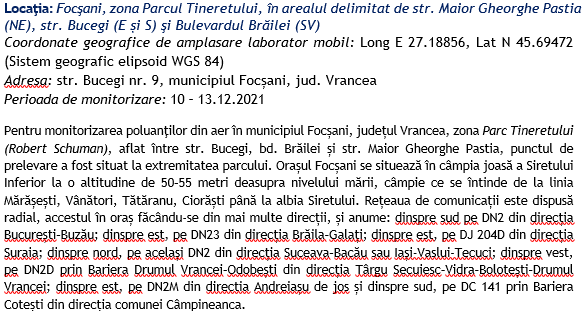 Locația: Focșani, zona Parcul Tineretului, în arealul delimitat de str. Maior Gheorghe Pastia
(NE), str. Bucegi (E și S) și Bulevardul Brăilei (SV)
Coordonate geografice de amplasare laborator mobil: Long E 27.18856, Lat N 45.69472
(Sistem geografic elipsoid WGS 84)
Adresa: str. Bucegi nr. 9, municipiul Focșani, jud. Vrancea
Perioada de monitorizare: 10 – 13.12.2021
Pentru monitorizarea poluanților din aer în municipiul Focșani, județul Vrancea, zona Parc Tineretului
(Robert Schuman), aflat între str. Bucegi, bd. Brăilei și str. Maior Gheorghe Pastia, punctul de
prelevare a fost situat la extremitatea parcului. Orașul Focșani se situează în câmpia joasă a Siretului
Inferior la o altitudine de 50-55 metri deasupra nivelului mării, câmpie ce se întinde de la linia
Mărășești, Vânători, Tătăranu, Ciorăști până la albia Siretului. Rețeaua de comunicații este dispusă
radial, accestul în oraș făcându-se din mai multe direcții, și anume: dinspre sud pe DN2 din direcția
București-Buzău; dinspre est, pe DN23 din direcția Brăila-Galați; dinspre est, pe DJ 204D din direcția
Suraia; dinspre nord, pe același DN2 din direcția Suceava-Bacău sau Iași-Vaslui-Tecuci; dinspre vest,
pe DN2D prin Bariera Drumul Vrancei-Odobești din direcția Târgu Secuiesc-Vidra-Bolotești-Drumul
Vrancei; dinspre est, pe DN2M din direcția Andreiașu de jos și dinspre sud, pe DC 141 prin Bariera
Cotești din direcția comunei Câmpineanca.